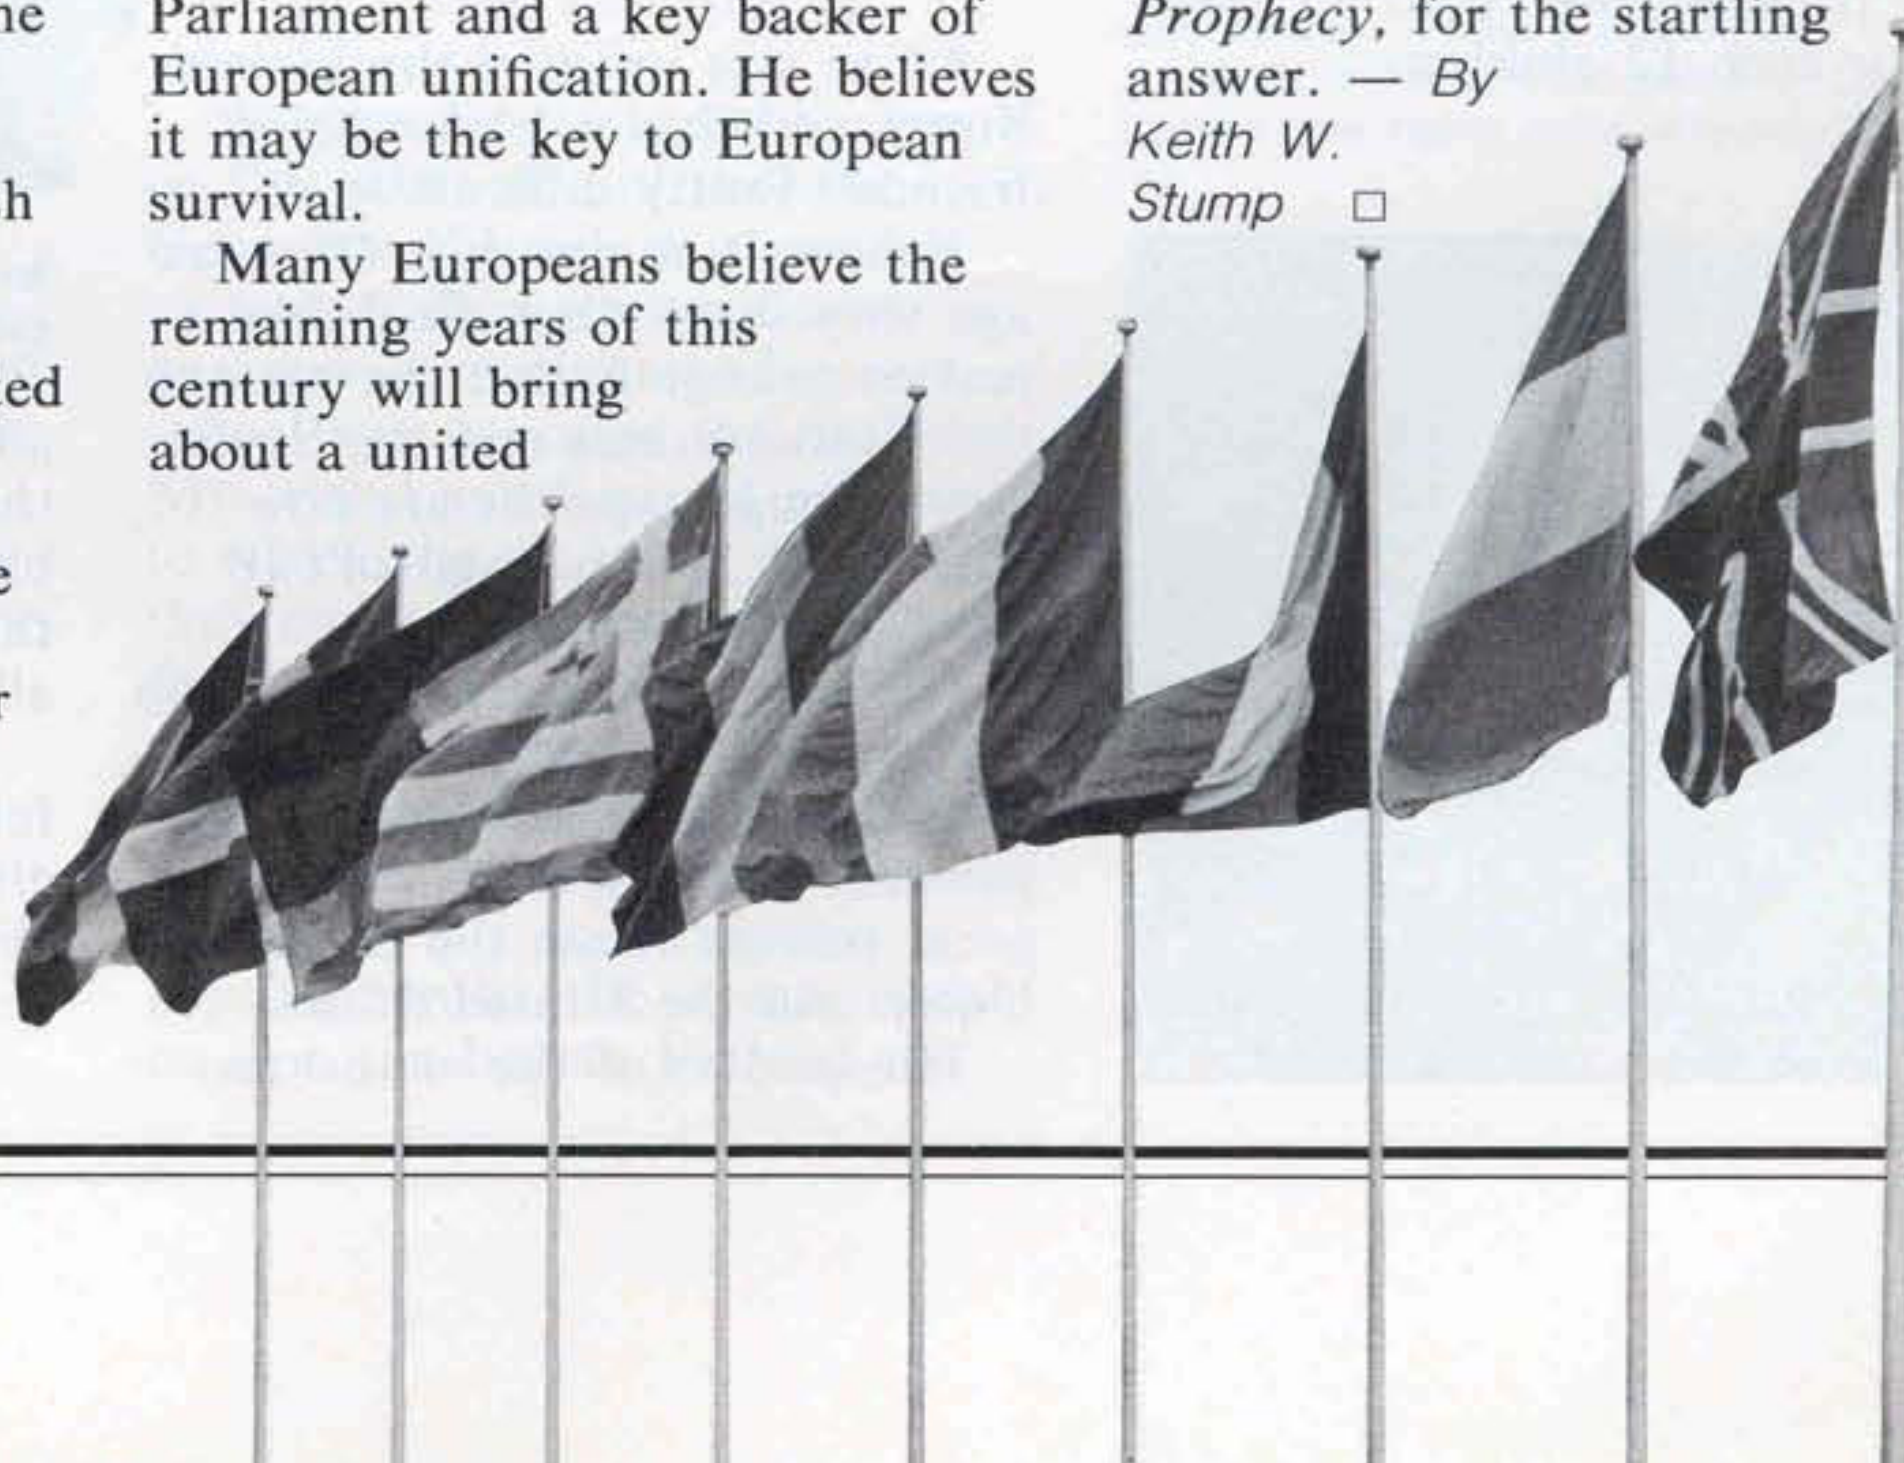 Parliament and a key backer of
European unification. He believes
it may be the key to European
survival.
Many Europeans believe the
remaining years of this
century will bring
about a united
Prophecy, for the startling
answer. — By
Keith W.
Stump □